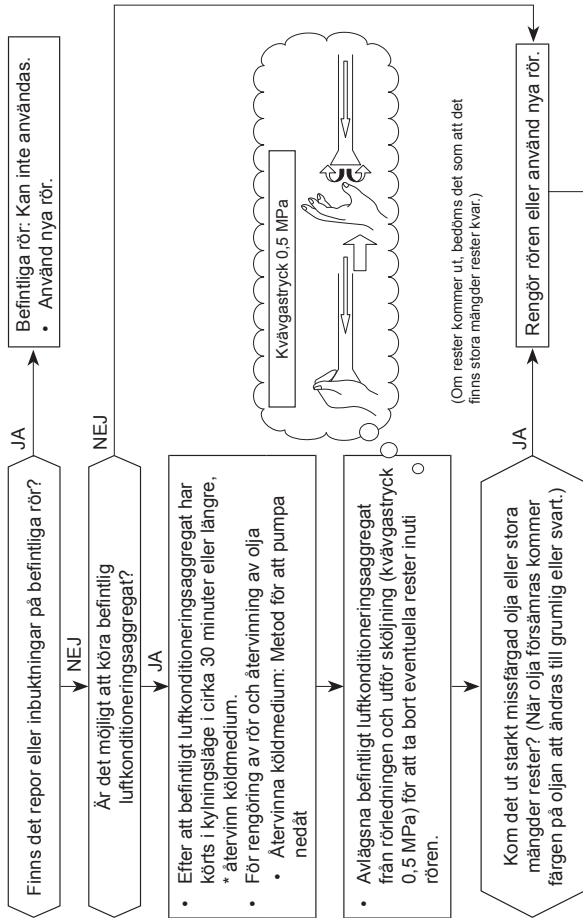 Finns det repor eller inbuktningar på befintliga rör?
JA
Befintliga rör: Kan inte användas.
• Använd nya rör.
NEJ
Är det möjligt att köra befintlig
luftkonditioneringsaggregat?
NEJ
JA
• Efter att befintligt luftkonditioneringsaggregat har
körts i kylningsläge i cirka 30 minuter eller längre,
* återvinn köldmedium.
• För rengöring av rör och återvinning av olja
• Återvinna köldmedium: Metod för att pumpa
nedåt
Kvävgastryck 0,5 MPa
• Avlägsna befintligt luftkonditioneringsaggregat
från rörledningen och utför sköljning (kvävgastryck
0,5 MPa) för att ta bort eventuella rester inuti
rören.
(Om rester kommer ut, bedöms det som att det
finns stora mängder rester kvar.)
Kom det ut starkt missfärgad olja eller stora
mängder rester? (När olja försämras kommer
färgen på oljan att ändras till grumlig eller svart.)
JA
Rengör rören eller använd nya rör.